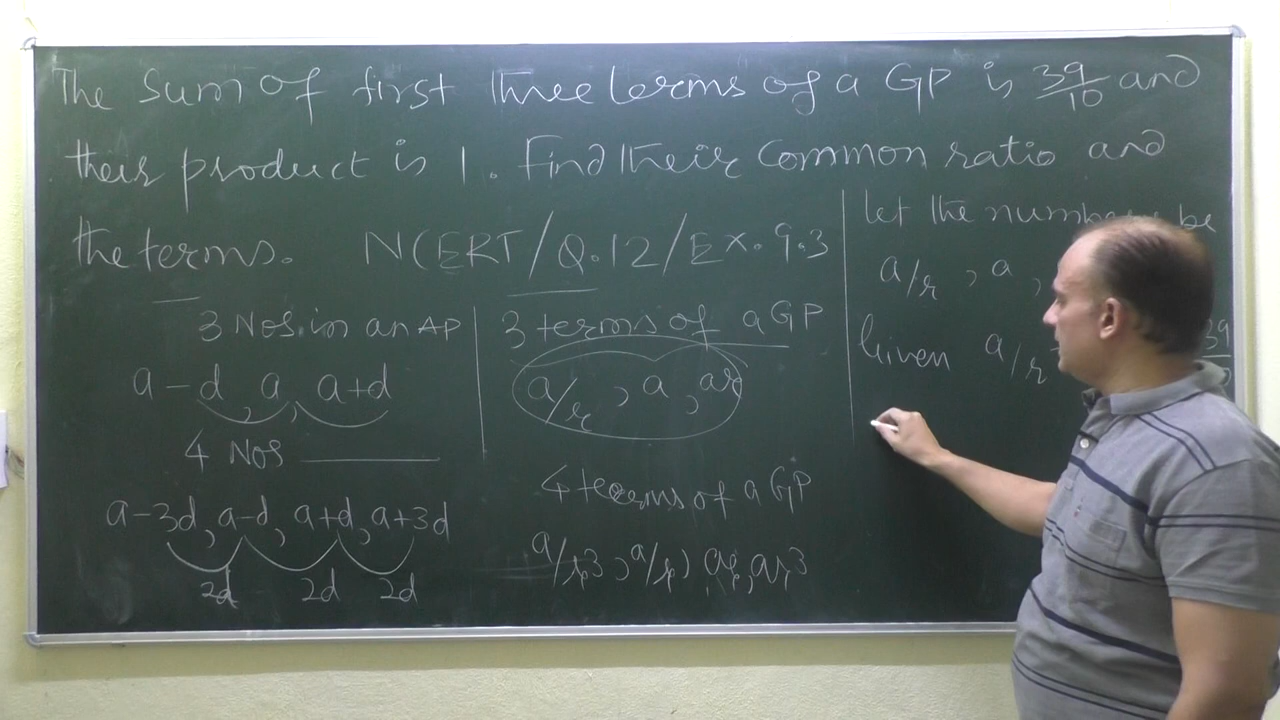 The Sum of first three terms of a GP is 39/10 and
their product is 1. Find their Common ratio and
the terms. NCERT/Q.12/Ex.9.3
3 Nos. in an AP
a-d, a, a+d
4 Nos
a-3d, a-d, a+d, a+3d
2d 2d 2d
3 terms of a GP
a/r, a, ar
4 terms of a GP
a/r3, a/r, ar, ar3
let the numbers be
a/r, a,
Given a/r 39